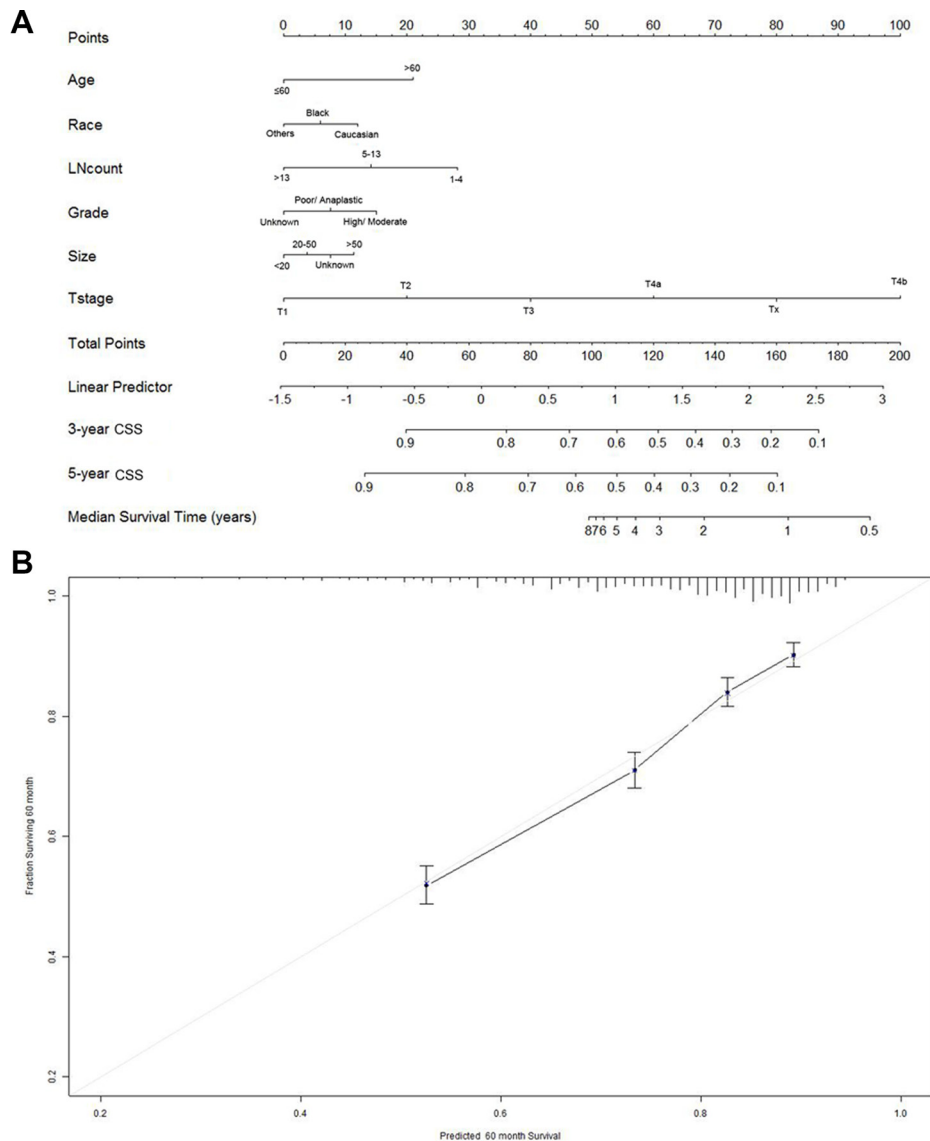 A
Points 0 10 20 30 40 50 60 70 80 90 100
>60
Age
≤60
Black
Race
Others Caucasian
5-13
LNcount
>13 1-4
Poor/ Anaplastic
Grade
Unknown High/ Moderate
20-50 >50
Size
<20 Unknown
T2 T4a T4b
Tstage
T1 T3 Tx
Total Points
0 20 40 60 80 100 120 140 160 180 200
Linear Predictor
-1.5 -1 -0.5 0 0.5 1 1.5 2 2.5 3
3-year CSS
0.9 0.8 0.7 0.6 0.5 0.4 0.3 0.2 0.1
5-year CSS
0.9 0.8 0.7 0.6 0.5 0.4 0.3 0.2 0.1
Median Survival Time (years)
8 7 6 5 4 3 2 1 0.5
B
Fraction Surviving 60 month
1.0
0.8
0.6
0.4
0.2
0.2 0.4 0.6 0.8 1.0
Predicted 60 month Survival